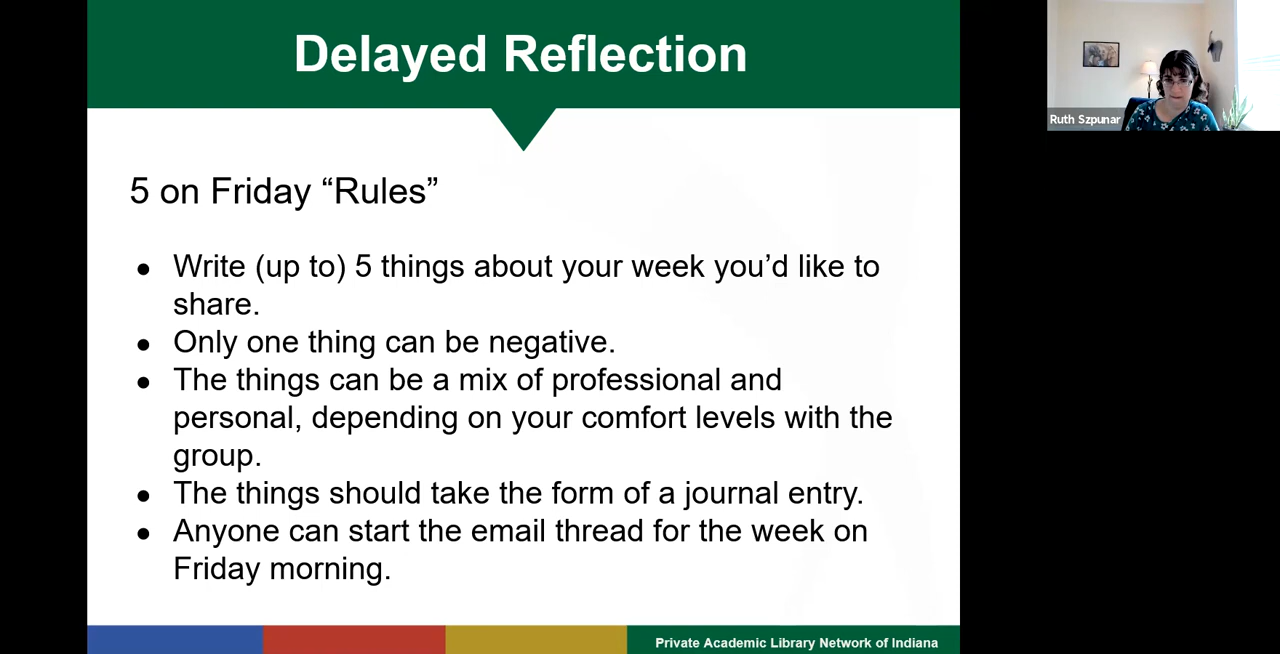 Delayed Reflection
Ruth Szpunar
5 on Friday “Rules”
● Write (up to) 5 things about your week you’d like to
share.
● Only one thing can be negative.
● The things can be a mix of professional and
personal, depending on your comfort levels with the
group.
● The things should take the form of a journal entry.
● Anyone can start the email thread for the week on
Friday morning.
Private Academic Library Network of Indiana